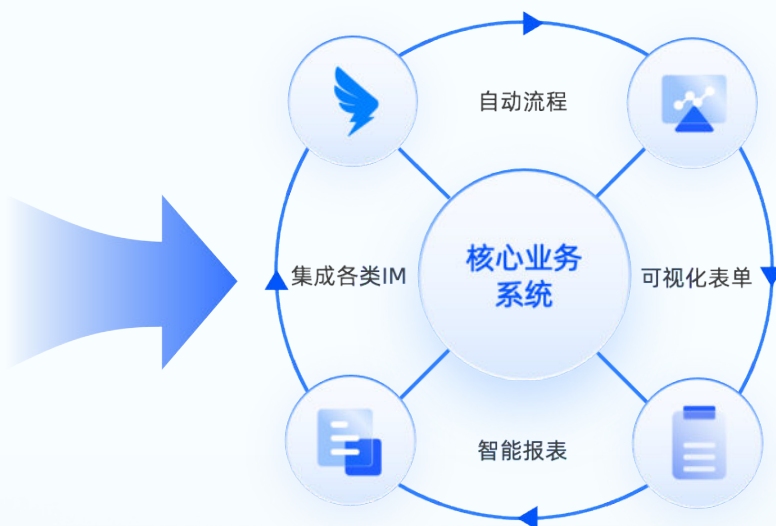 自动流程
核心业务
系统
集成各类IM
可视化表单
智能报表